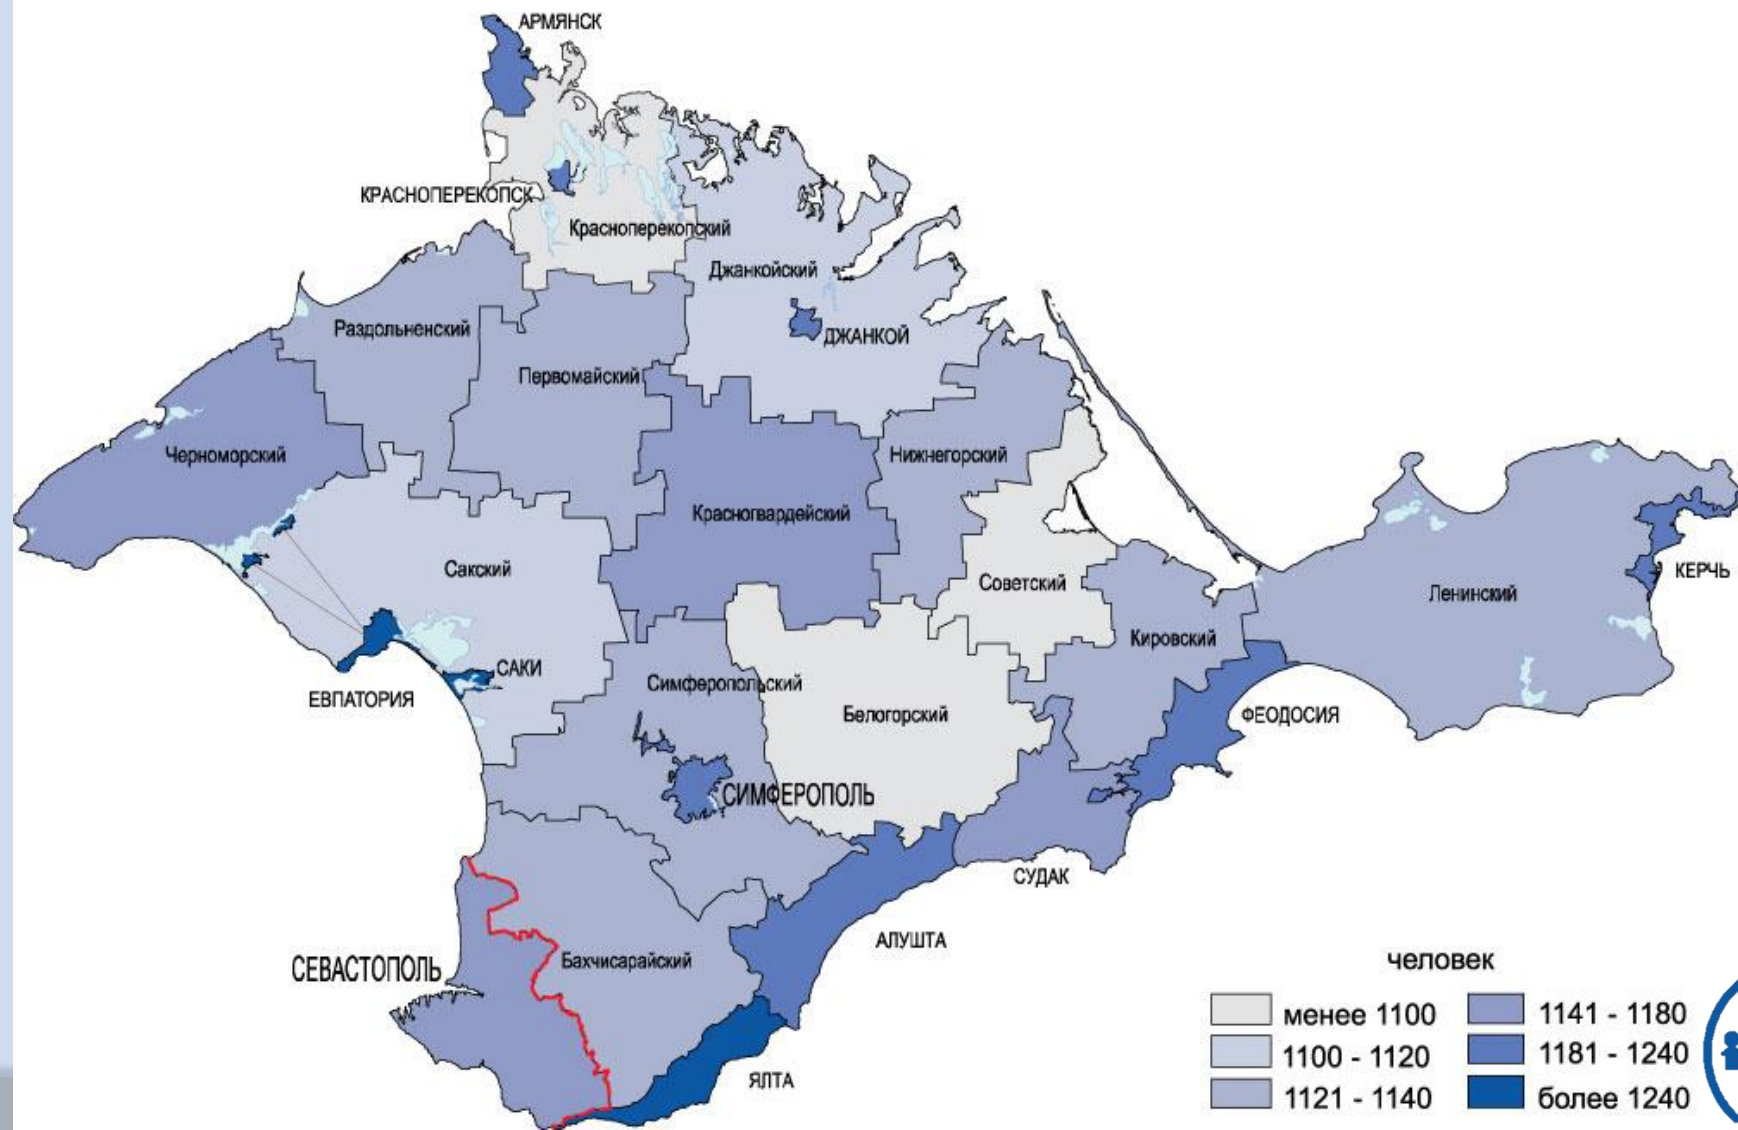 АРМЯНСК
КРАСНОПЕРЕКОПСК
Красноперекопский
Джанкойский
Раздольненский
ДЖАНКОЙ
Первомайский
Черноморский
Нижнегорский
Красногвардейский
Сакский
Советский
КЕРЧЬ
Ленинский
Кировский
САКИ
Симферопольский
ЕВПАТОРИЯ
Белогорский
ФЕОДОСИЯ
СИМФЕРОПОЛЬ
СУДАК
АЛУШТА
Бахчисарайский
СЕВАСТОПОЛЬ
ЯЛТА
человек
менее 1100
1100 - 1120
1121 - 1140
1141 - 1180
1181 - 1240
более 1240